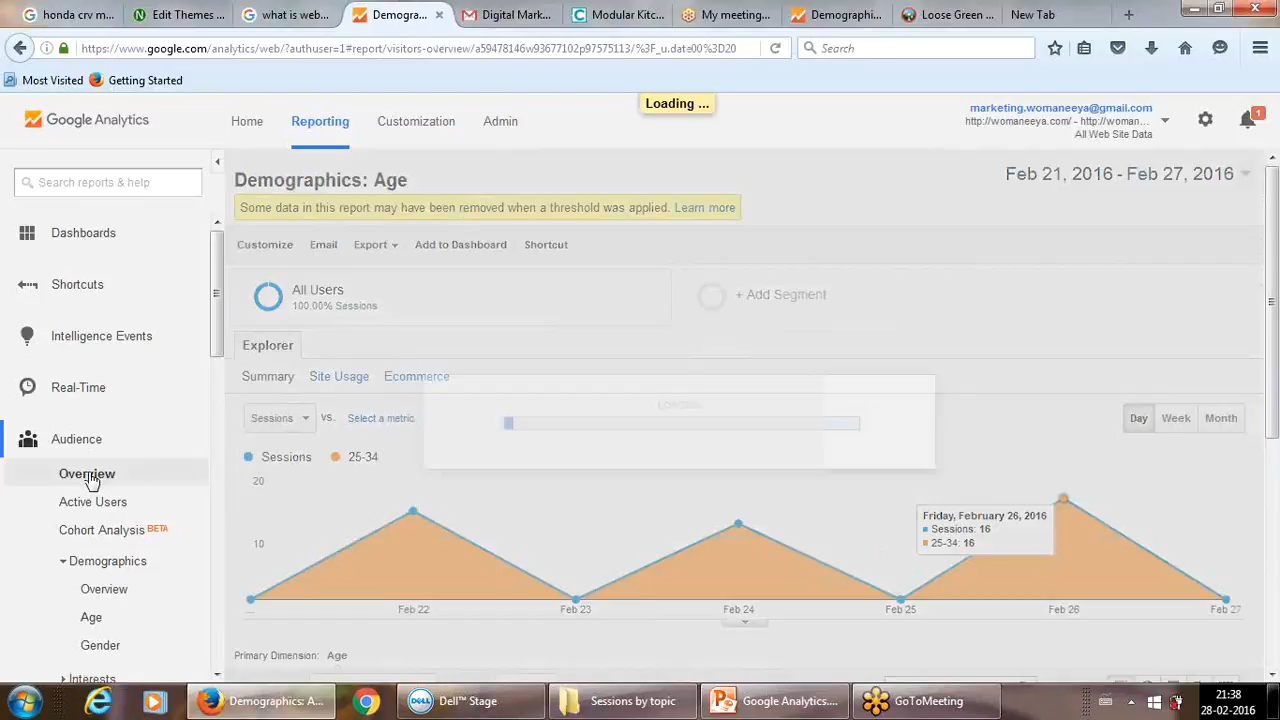 honda crv m...
Edit Themes ...
what is web...
Demogra...
Digital Mark...
Modular Kitc...
My meeting...
Demographi...
Loose Green ...
New Tab
https://www.google.com/analytics/web/?authuser=1#report/visitors-overview/a59478146w93677102p97575113/%3F_u.date00%3D20
Search
Most Visited
Getting Started
Loading ...
Google Analytics
Home
Reporting
Customization
Admin
marketing.womaneeya@gmail.com
http://womaneeya.com/ - http://woman...
All Web Site Data
1
Search reports & help
Dashboards
Shortcuts
Intelligence Events
Real-Time
Audience
Overview
Active Users
Cohort Analysis BETA
Demographics
Overview
Age
Gender
Interests
Demographics: Age
Feb 21, 2016 - Feb 27, 2016
Some data in this report may have been removed when a threshold was applied. Learn more
Customize
Email
Export
Add to Dashboard
Shortcut
All Users
100.00% Sessions
+ Add Segment
Explorer
Summary
Site Usage
Ecommerce
Sessions
VS.
Select a metric
Day
Week
Month
Sessions
25-34
20
10
Friday, February 26, 2016
Sessions: 16
25-34: 16
...
Feb 22
Feb 23
Feb 24
Feb 25
Feb 26
Feb 27
Primary Dimension: Age
Demographics: A...
Dell™ Stage
Sessions by topic
Google Analytics....
GoToMeeting
21:38
28-02-2016